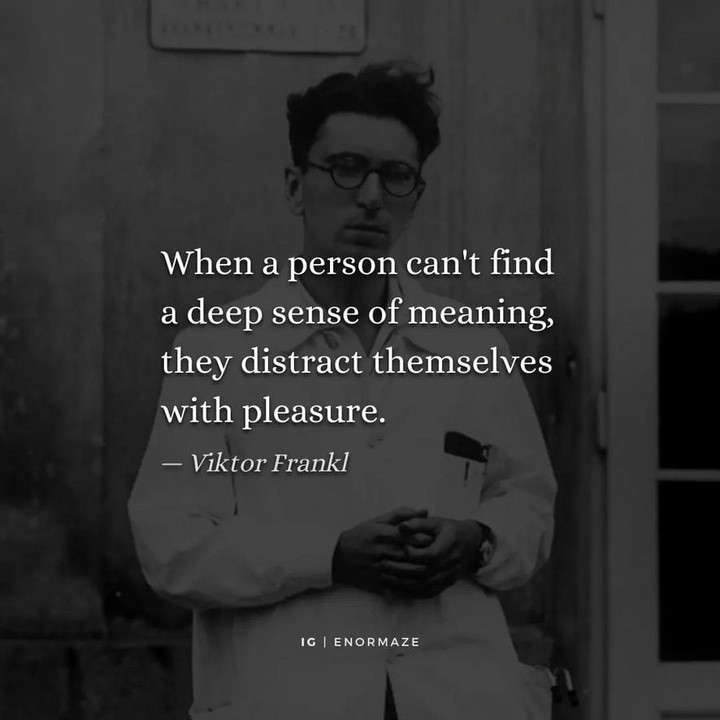 When a person can't find
a deep sense of meaning,
they distract themselves
with pleasure.
— Viktor Frankl
IG | ENORMAZE